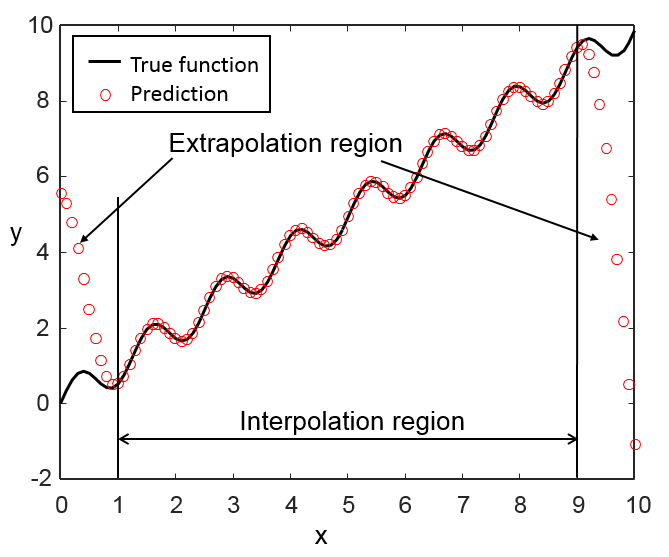 10
True function
Prediction
8
Extrapolation region
6
y
4
2
0
Interpolation region
-2
0 1 2 3 4 5 6 7 8 9 10
x